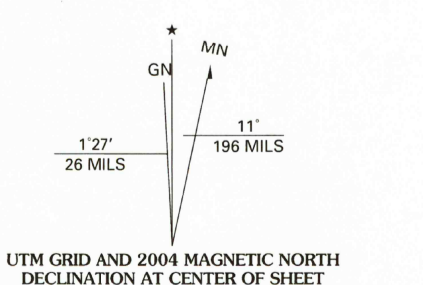 ★
MN
GN
1°27′
26 MILS
11°
196 MILS
UTM GRID AND 2004 MAGNETIC NORTH
DECLINATION AT CENTER OF SHEET